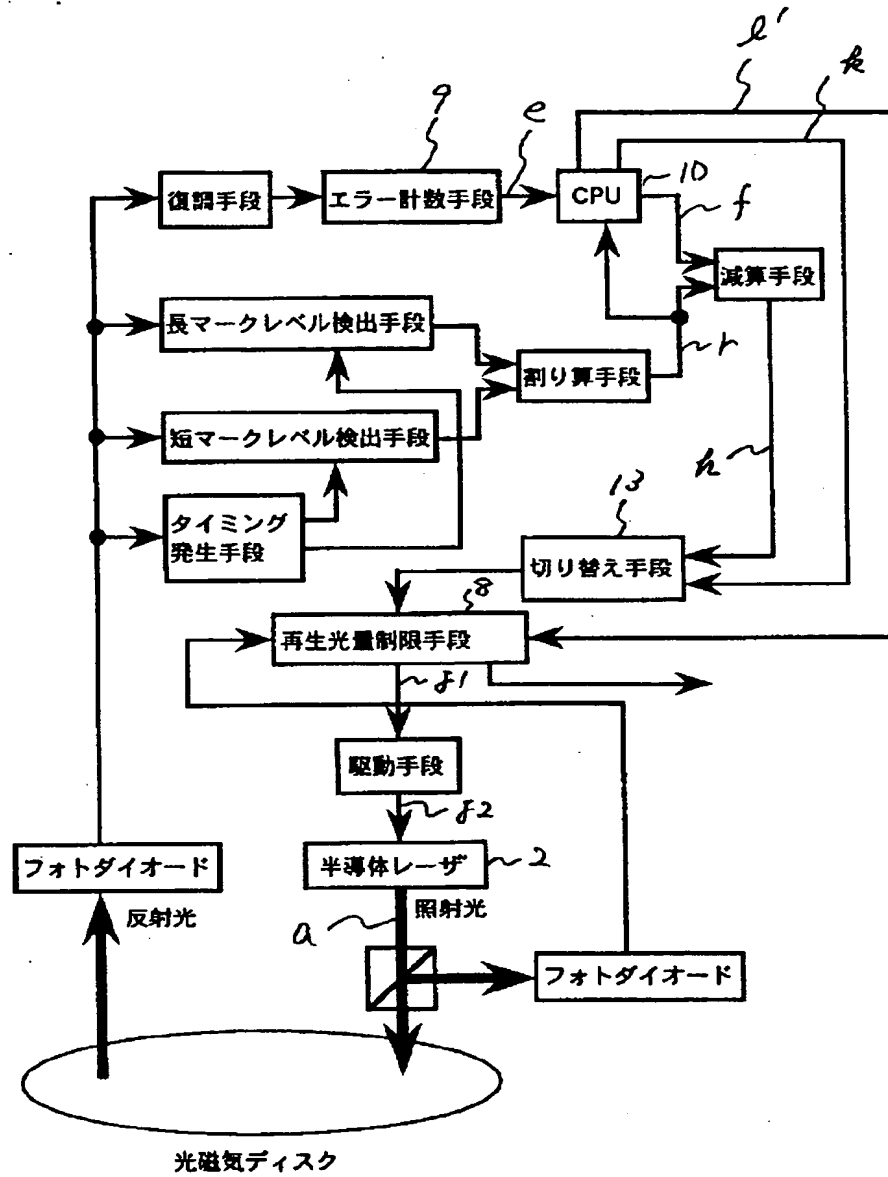 l'
k
9
e
復調手段
エラー計数手段
CPU
10
f
減算手段
長マークレベル検出手段
割り算手段
r
短マークレベル検出手段
h
タイミング
発生手段
13
切り替え手段
8
再生光量制限手段
g1
駆動手段
g2
フォトダイオード
半導体レーザ
2
反射光
照射光
a
フォトダイオード
光磁気ディスク